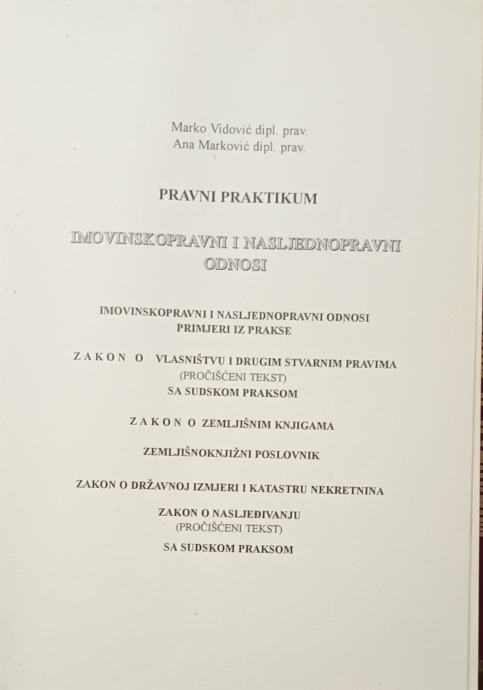 Marko Vidović dipl. prav.
Ana Marković dipl. prav.
PRAVNI PRAKTIKUM
IMOVINSKOPRAVNI I NASLJEDNOPRAVNI
ODNOSI
IMOVINSKOPRAVNI I NASLJEDNOPRAVNI ODNOSI
PRIMJERI IZ PRAKSE
Z A K O N O VLASNIŠTVU I DRUGIM STVARNIM PRAVIMA
(PROČIŠĆENI TEKST)
SA SUDSKOM PRAKSOM
Z A K O N O ZEMLJIŠNIM KNJIGAMA
ZEMLJIŠNOKNJIŽNI POSLOVNIK
ZAKON O DRŽAVNOJ IZMJERI I KATASTRU NEKRETNINA
ZAKON O NASLJEĐIVANJU
(PROČIŠĆENI TEKST)
SA SUDSKOM PRAKSOM